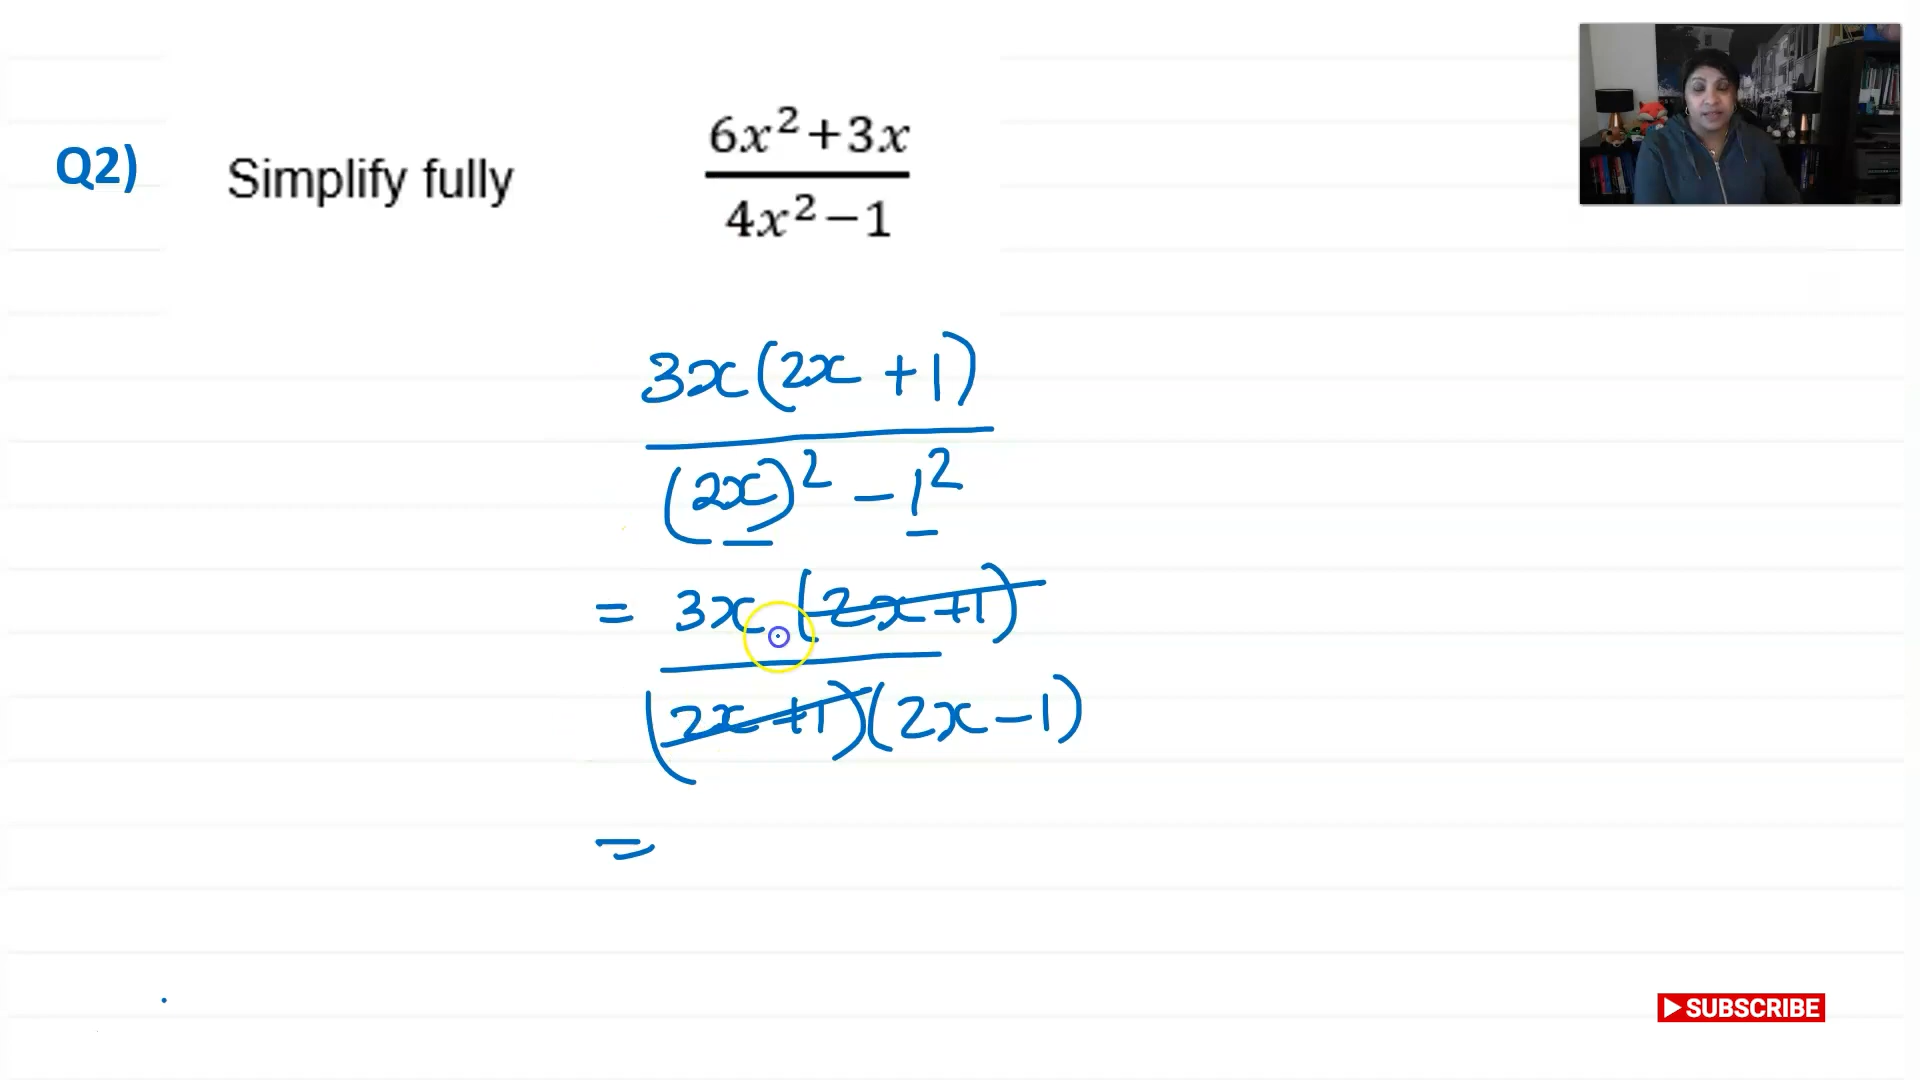 Q2) Simplify fully
6x²+3x
4x²−1
3x(2x +1)
(2x)² − 1²
= 3x (2x+1)
(2x+1)(2x−1)
=
SUBSCRIBE